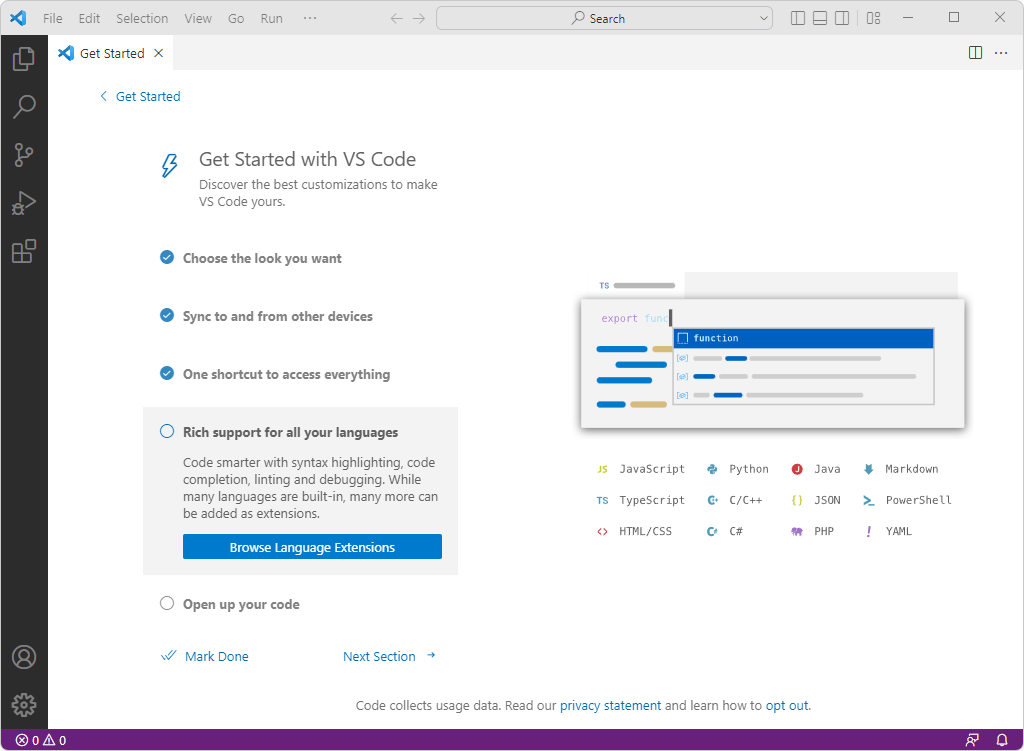 File Edit Selection View Go Run ··· Search
Get Started
Get Started
Get Started with VS Code
Discover the best customizations to make
VS Code yours.
Choose the look you want
Sync to and from other devices
One shortcut to access everything
Rich support for all your languages
Code smarter with syntax highlighting, code
completion, linting and debugging. While
many languages are built-in, many more can
be added as extensions.
Browse Language Extensions
Open up your code
Mark Done
Next Section
TS
export func
function
JS JavaScript Python J Java Markdown
TS TypeScript C/C++ {} JSON PowerShell
<> HTML/CSS C# PHP ! YAML
Code collects usage data. Read our privacy statement and learn how to opt out.
0 0